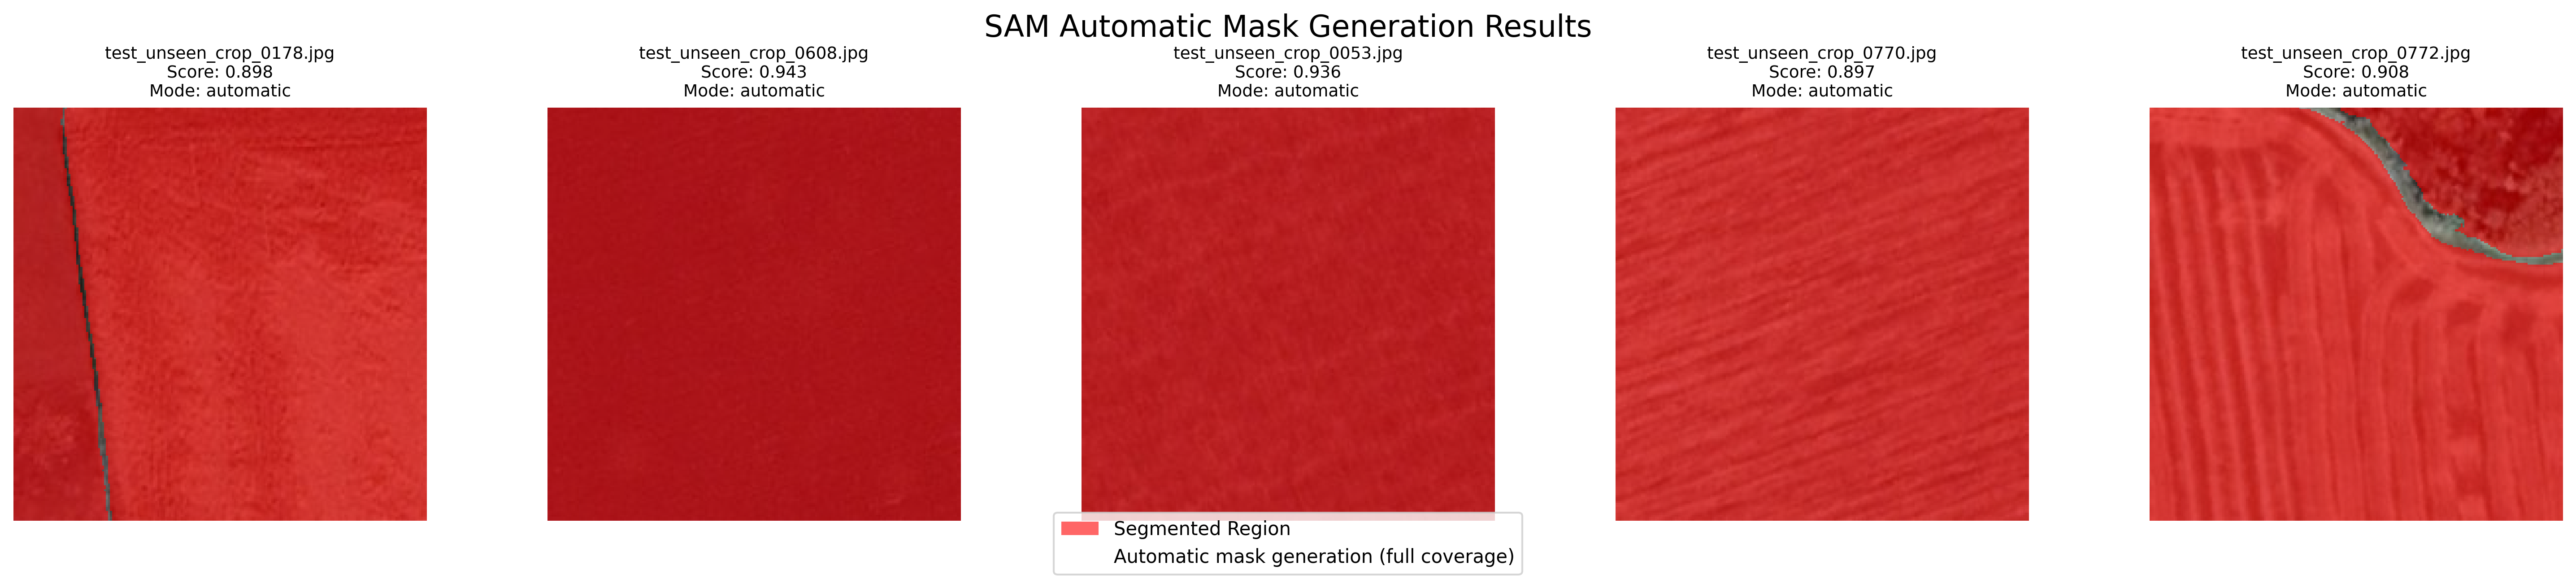 SAM Automatic Mask Generation Results
test_unseen_crop_0178.jpg
Score: 0.898
Mode: automatic
test_unseen_crop_0608.jpg
Score: 0.943
Mode: automatic
test_unseen_crop_0053.jpg
Score: 0.936
Mode: automatic
test_unseen_crop_0770.jpg
Score: 0.897
Mode: automatic
test_unseen_crop_0772.jpg
Score: 0.908
Mode: automatic
Segmented Region
Automatic mask generation (full coverage)